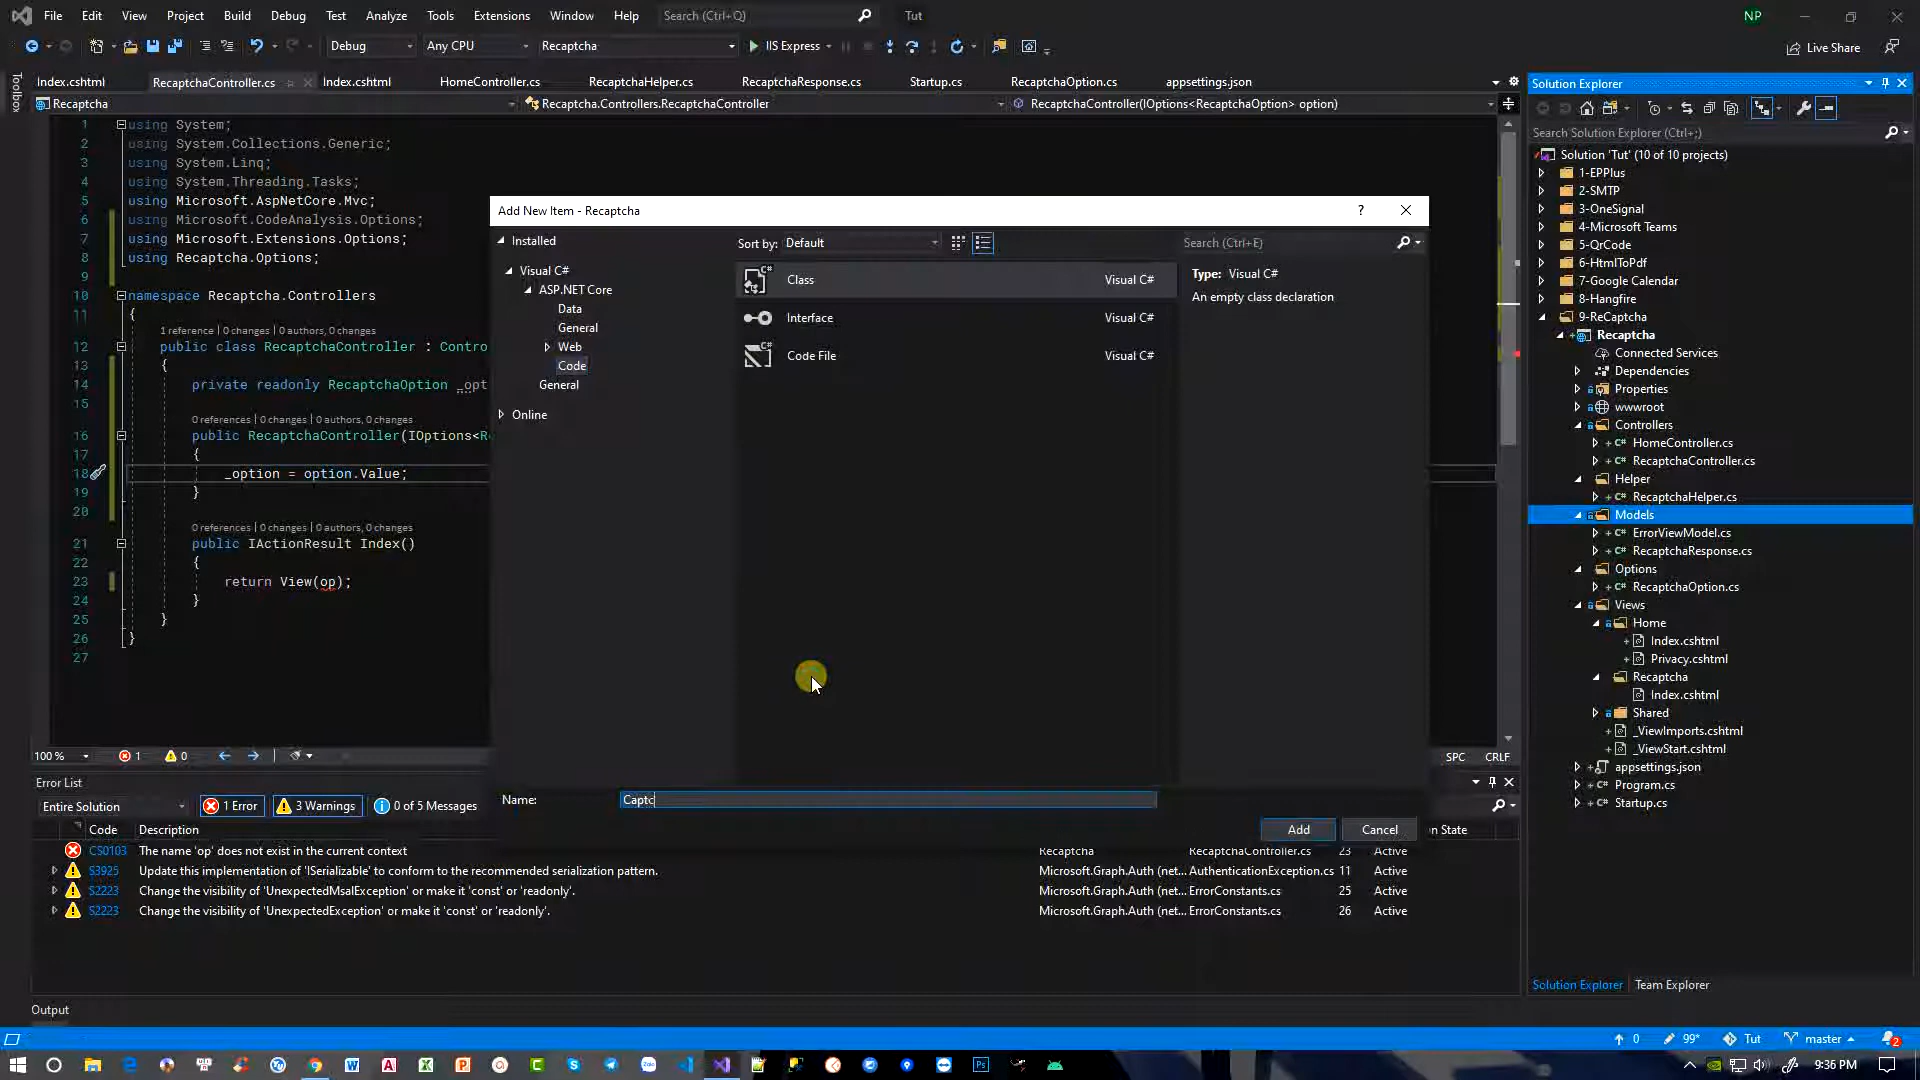 File Edit View Project Build Debug Test Analyze Tools Extensions Window Help Search (Ctrl+Q) Tut NP
Debug Any CPU Recaptcha IIS Express Live Share
Toolbox
Index.cshtml RecaptchaController.cs Index.cshtml HomeController.cs RecaptchaHelper.cs RecaptchaResponse.cs Startup.cs RecaptchaOption.cs appsettings.json
Recaptcha Recaptcha.Controllers.RecaptchaController RecaptchaController(IOptions<RecaptchaOption> option)
1 using System;
2 using System.Collections.Generic;
3 using System.Linq;
4 using System.Threading.Tasks;
5 using Microsoft.AspNetCore.Mvc;
6 using Microsoft.CodeAnalysis.Options;
7 using Microsoft.Extensions.Options;
8 using Recaptcha.Options;
9
10 namespace Recaptcha.Controllers
11 {
1 reference | 0 changes | 0 authors, 0 changes
12 public class RecaptchaController : Contro
13 {
14 private readonly RecaptchaOption _opt
15
0 references | 0 changes | 0 authors, 0 changes
16 public RecaptchaController(IOptions<R
17 {
18 _option = option.Value;
19 }
20
0 references | 0 changes | 0 authors, 0 changes
21 public IActionResult Index()
22 {
23 return View(op);
24 }
25 }
26 }
27
100 % 1 0 SPC CRLF
Add New Item - Recaptcha ?
Installed
Visual C#
ASP.NET Core
Data
General
Web
Code
General
Online
Sort by: Default
Search (Ctrl+E)
Class Visual C#
Interface Visual C#
Code File Visual C#
Type: Visual C#
An empty class declaration
Name: Captc
Add Cancel
Error List
Entire Solution 1 Error 3 Warnings 0 of 5 Messages
Code Description n State
CS0103 The name 'op' does not exist in the current context Recaptcha RecaptchaController.cs 23 Active
S3925 Update this implementation of 'ISerializable' to conform to the recommended serialization pattern. Microsoft.Graph.Auth (net... AuthenticationException.cs 11 Active
S2223 Change the visibility of 'UnexpectedMsalException' or make it 'const' or 'readonly'. Microsoft.Graph.Auth (net... ErrorConstants.cs 25 Active
S2223 Change the visibility of 'UnexpectedException' or make it 'const' or 'readonly'. Microsoft.Graph.Auth (net... ErrorConstants.cs 26 Active
Output
Solution Explorer
Search Solution Explorer (Ctrl+;)
Solution 'Tut' (10 of 10 projects)
1-EPPlus
2-SMTP
3-OneSignal
4-Microsoft Teams
5-QrCode
6-HtmlToPdf
7-Google Calendar
8-Hangfire
9-ReCaptcha
Recaptcha
Connected Services
Dependencies
Properties
wwwroot
Controllers
HomeController.cs
RecaptchaController.cs
Helper
RecaptchaHelper.cs
Models
ErrorViewModel.cs
RecaptchaResponse.cs
Options
RecaptchaOption.cs
Views
Home
Index.cshtml
Privacy.cshtml
Recaptcha
Index.cshtml
Shared
_ViewImports.cshtml
_ViewStart.cshtml
appsettings.json
Program.cs
Startup.cs
Solution Explorer Team Explorer
0 99* Tut master 2
9:36 PM